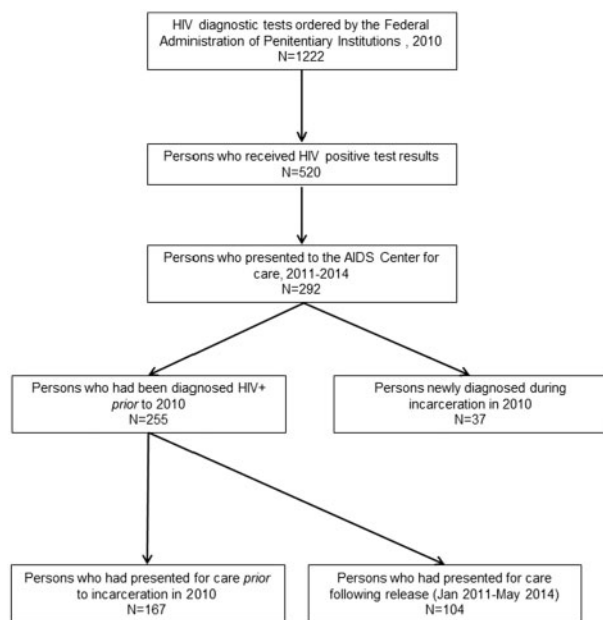 HIV diagnostic tests ordered by the Federal
Administration of Penitentiary Institutions , 2010
N=1222
Persons who received HIV positive test results
N=520
Persons who presented to the AIDS Center for
care, 2011-2014
N=292
Persons who had been diagnosed HIV+
prior to 2010
N=255
Persons newly diagnosed during
incarceration in 2010
N=37
Persons who had presented for care prior
to incarceration in 2010
N=167
Persons who had presented for care
following release (Jan 2011-May 2014)
N=104